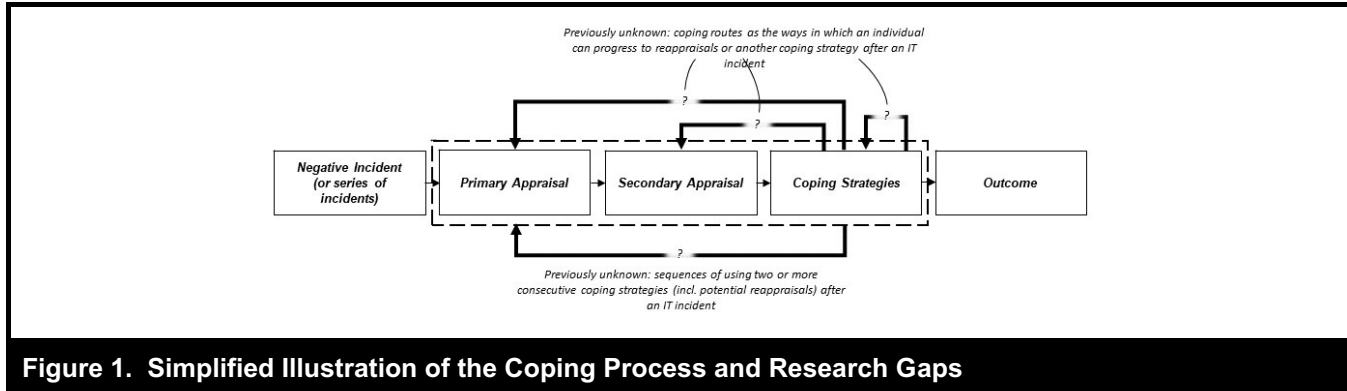 Previously unknown: coping routes as the ways in which an individual
can progress to reappraisals or another coping strategy after an IT
incident
?
?
?
Negative Incident
(or series of
incidents)
Primary Appraisal
Secondary Appraisal
Coping Strategies
Outcome
?
Previously unknown: sequences of using two or more
consecutive coping strategies (incl. potential reappraisals) after
an IT incident
Figure 1. Simplified Illustration of the Coping Process and Research Gaps